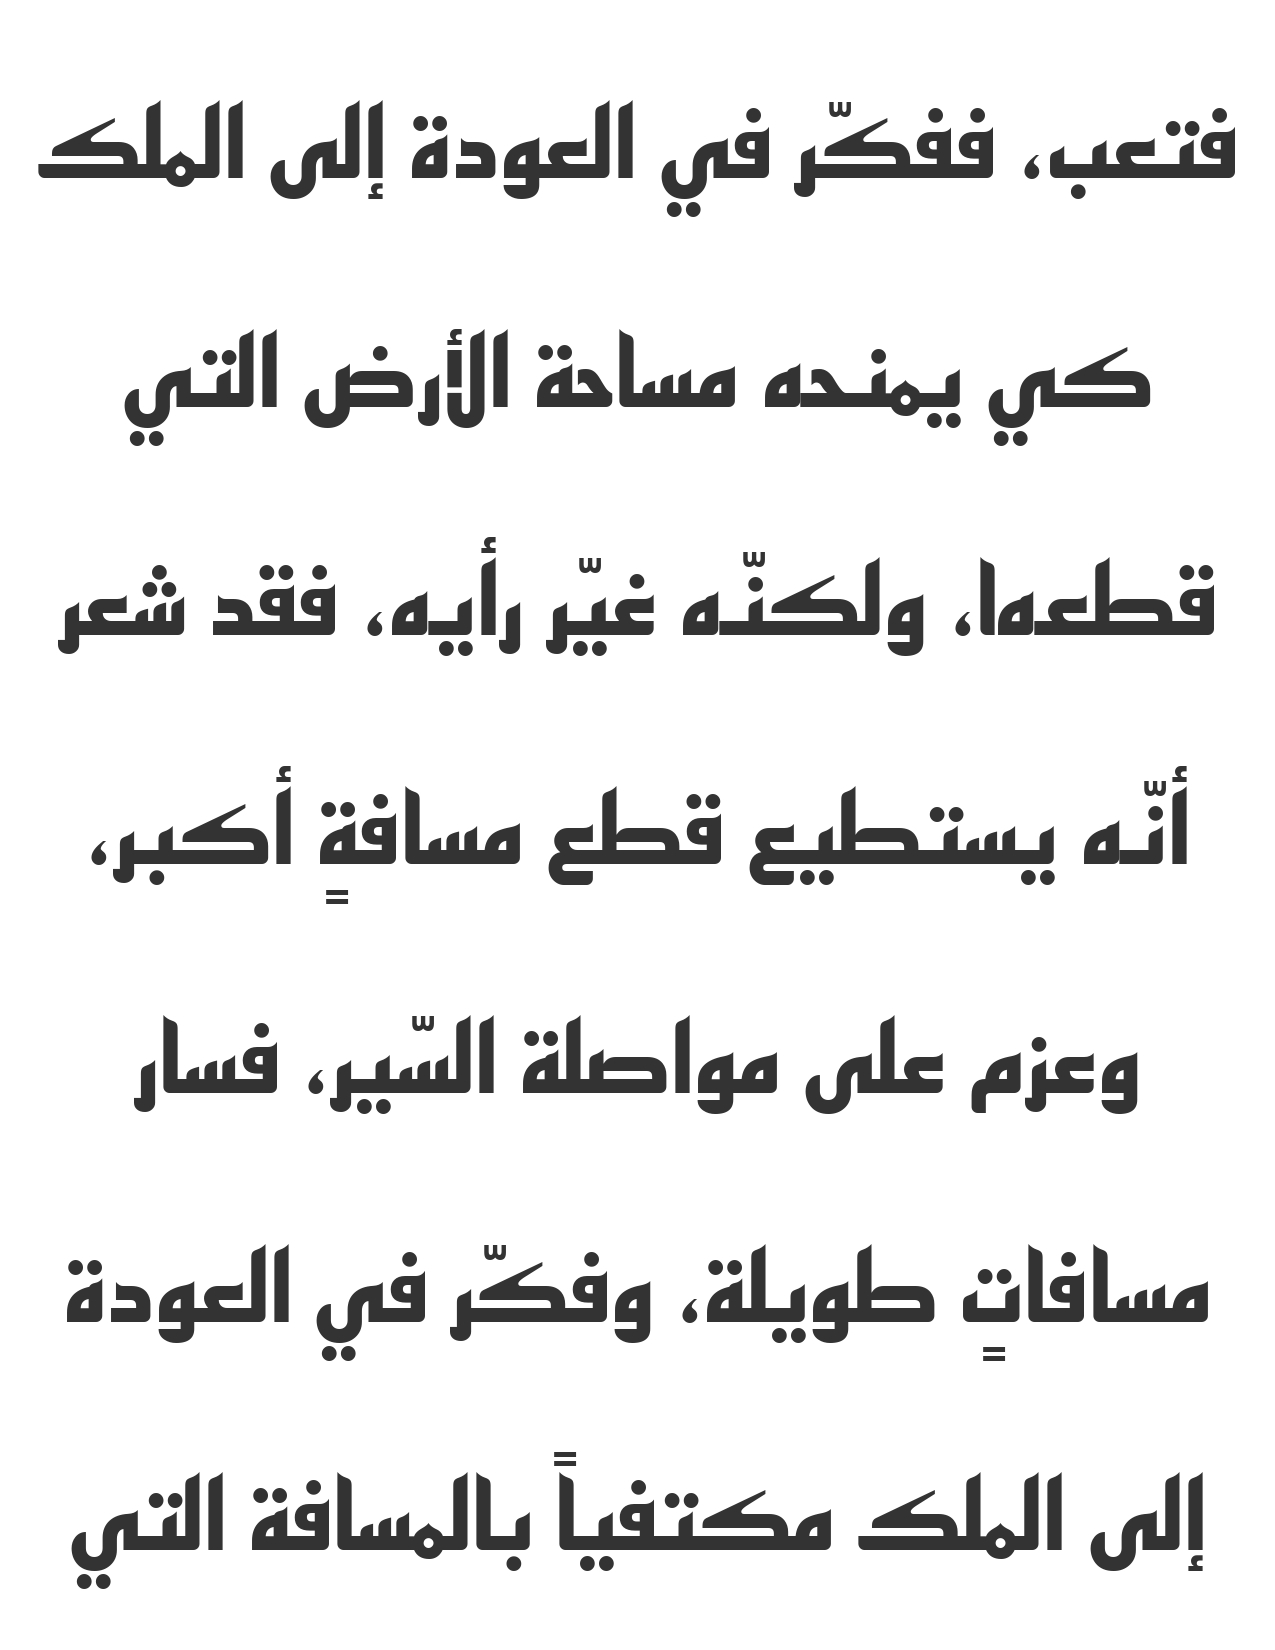 فتعب، ففكّر في العودة إلى الملك
كي يمنحه مساحة الأرض التي
قطعها، ولكنّه غيّر رأيه، فقد شعر
أنّه يستطيع قطع مسافةٍ أكبر،
وعزم على مواصلة السّير، فسار
مسافاتٍ طويلة، وفكّر في العودة
إلى الملك مكتفياً بالمسافة التي